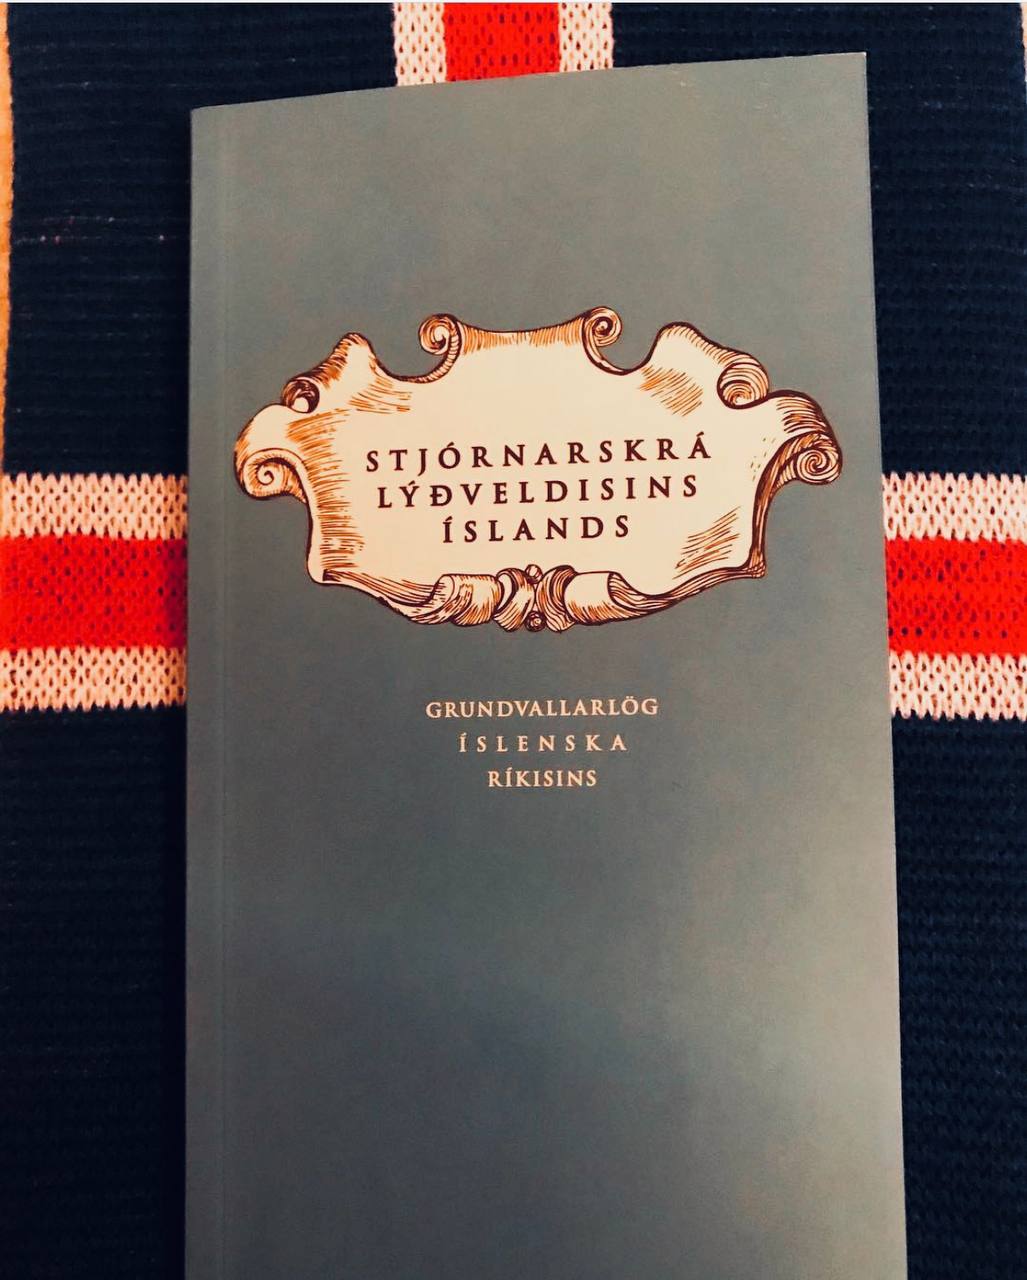 STJÓRNARSKRÁ
LÝÐVELDISINS
ÍSLANDS
GRUNDVALLARLÖG
ÍSLENSKA
RÍKISINS